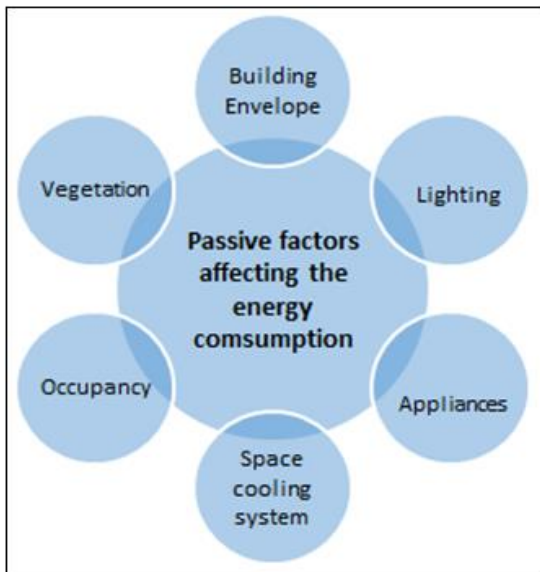 Building
Envelope
Vegetation
Lighting
Passive factors
affecting the
energy
comsumption
Occupancy
Appliances
Space
cooling
system